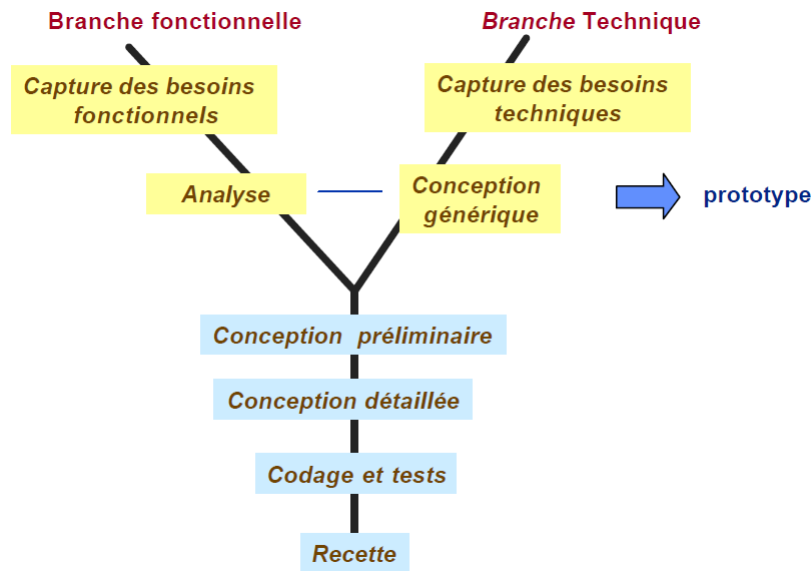 Branche fonctionnelle
Branche Technique
Capture des besoins
fonctionnels
Capture des besoins
techniques
Analyse
Conception
générique
prototype
Conception préliminaire
Conception détaillée
Codage et tests
Recette